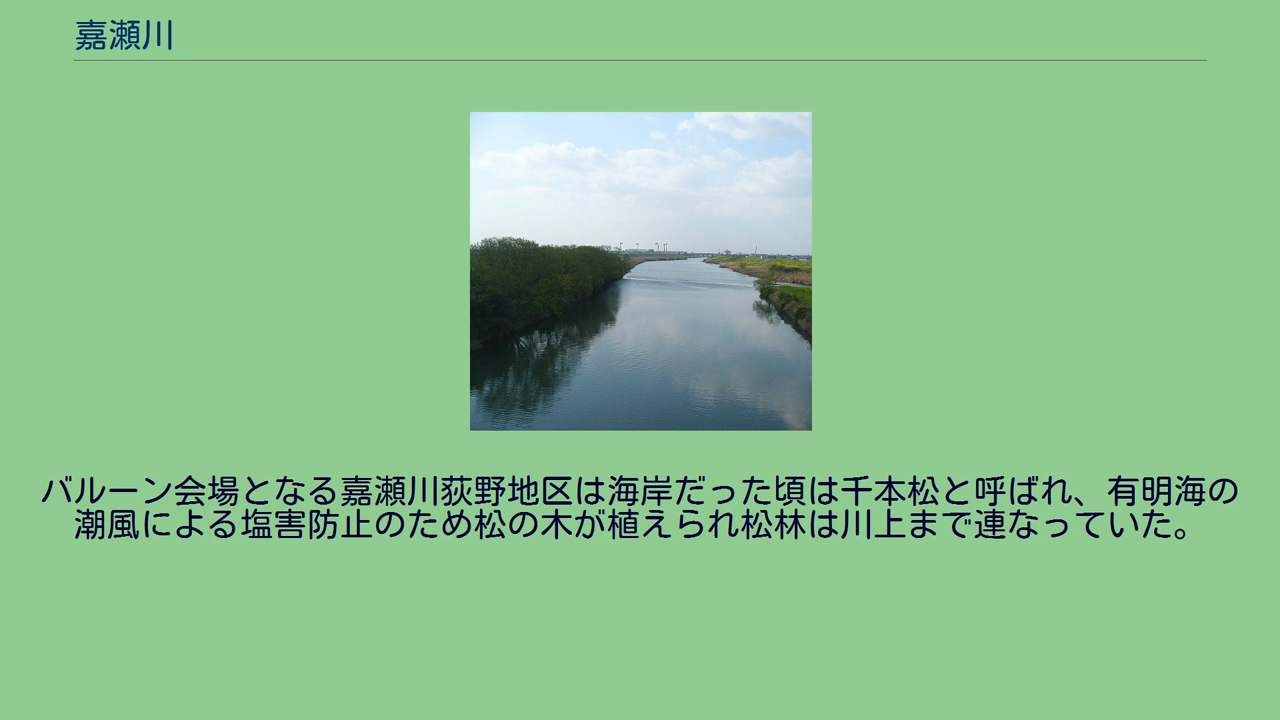 嘉瀬川
バルーン会場となる嘉瀬川荻野地区は海岸だった頃は千本松と呼ばれ、有明海の
潮風による塩害防止のため松の木が植えられ松林は川上まで連なっていた。